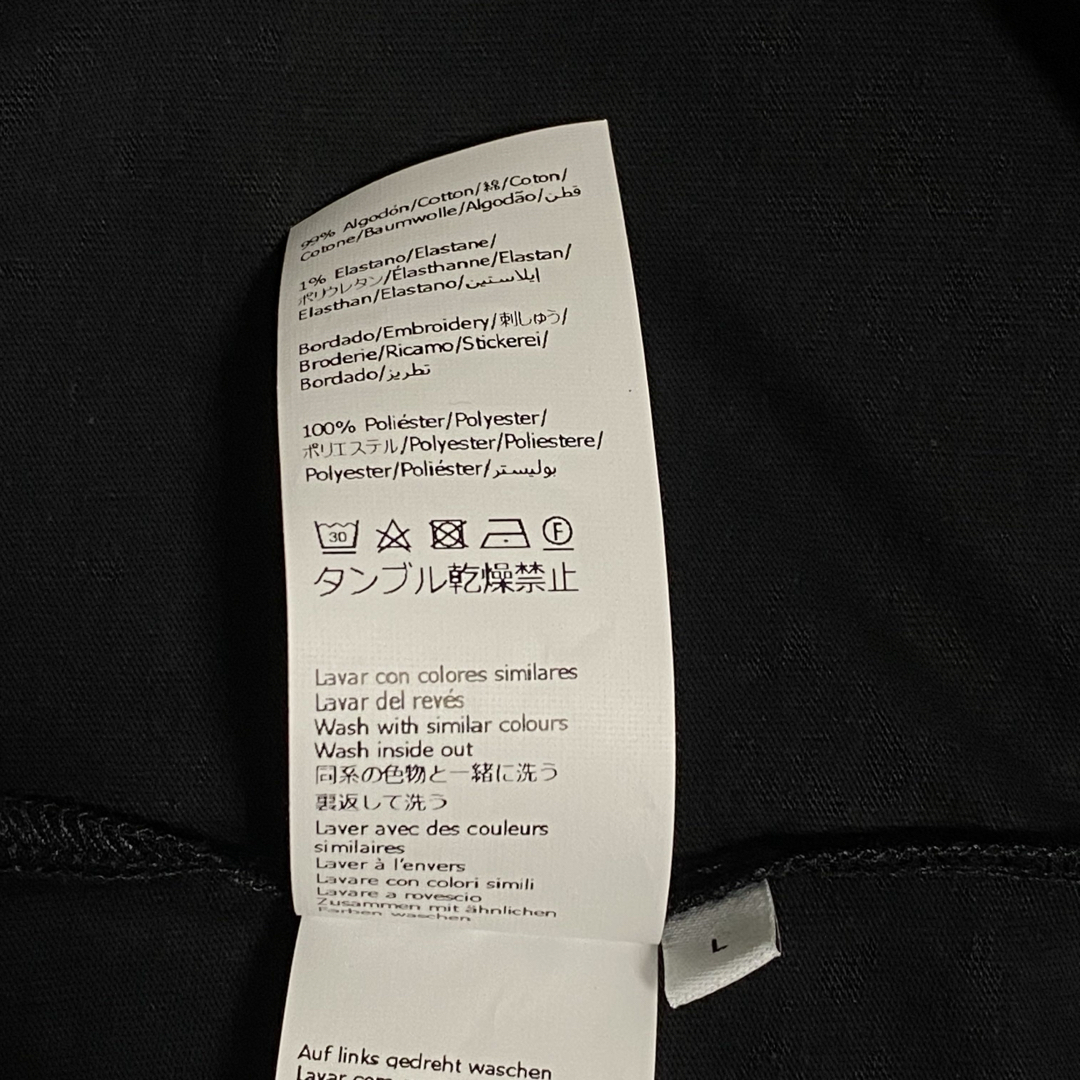 99% Algodón/Cotton/綿/Coton/
Cotone/Baumwolle/Algodão/قطن
1% Elastano/Elastane/
ポリウレタン/Élasthanne/Elastan/
Elasthan/Elastano/إيلاستين
Bordado/Embroidery/刺しゅう/
Broderie/Ricamo/Stickerei/
Bordado/تطريز
100% Poliéster/Polyester/
ポリエステル/Polyester/Poliestere/
Polyester/Poliéster/بوليستر
30 F
タンブル乾燥禁止
Lavar con colores similares
Lavar del revés
Wash with similar colours
Wash inside out
同系の色物と一緒に洗う
裏返して洗う
Laver avec des couleurs
similaires
Laver à l'envers
Lavare con colori simili
Lavare a rovescio
Zusammen mit ähnlichen
Farben waschen
L
Auf links gedreht waschen
Lavar